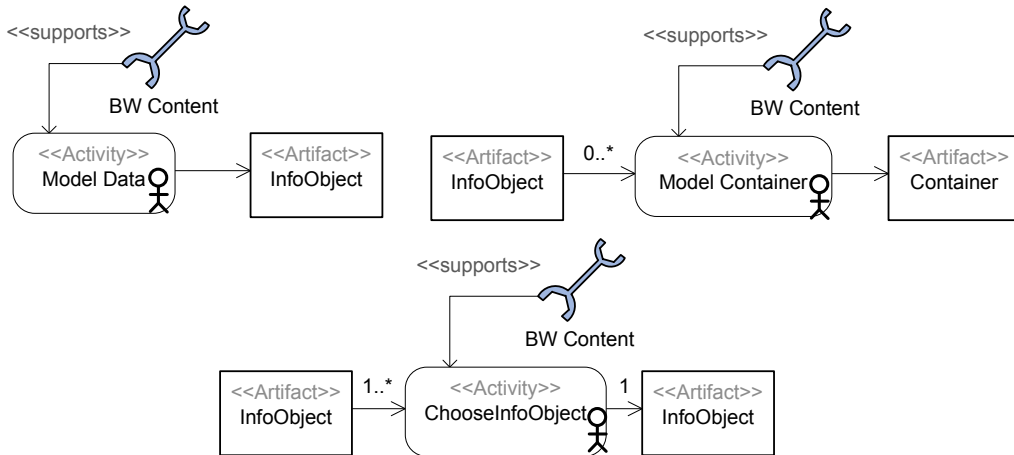 <<supports>>
BW Content
<<Activity>>
Model Data
<<Artifact>>
InfoObject
<<supports>>
BW Content
<<Artifact>>
InfoObject
0..*
<<Activity>>
Model Container
<<Artifact>>
Container
<<supports>>
BW Content
<<Artifact>>
InfoObject
1..*
<<Activity>>
ChooseInfoObject
1
<<Artifact>>
InfoObject